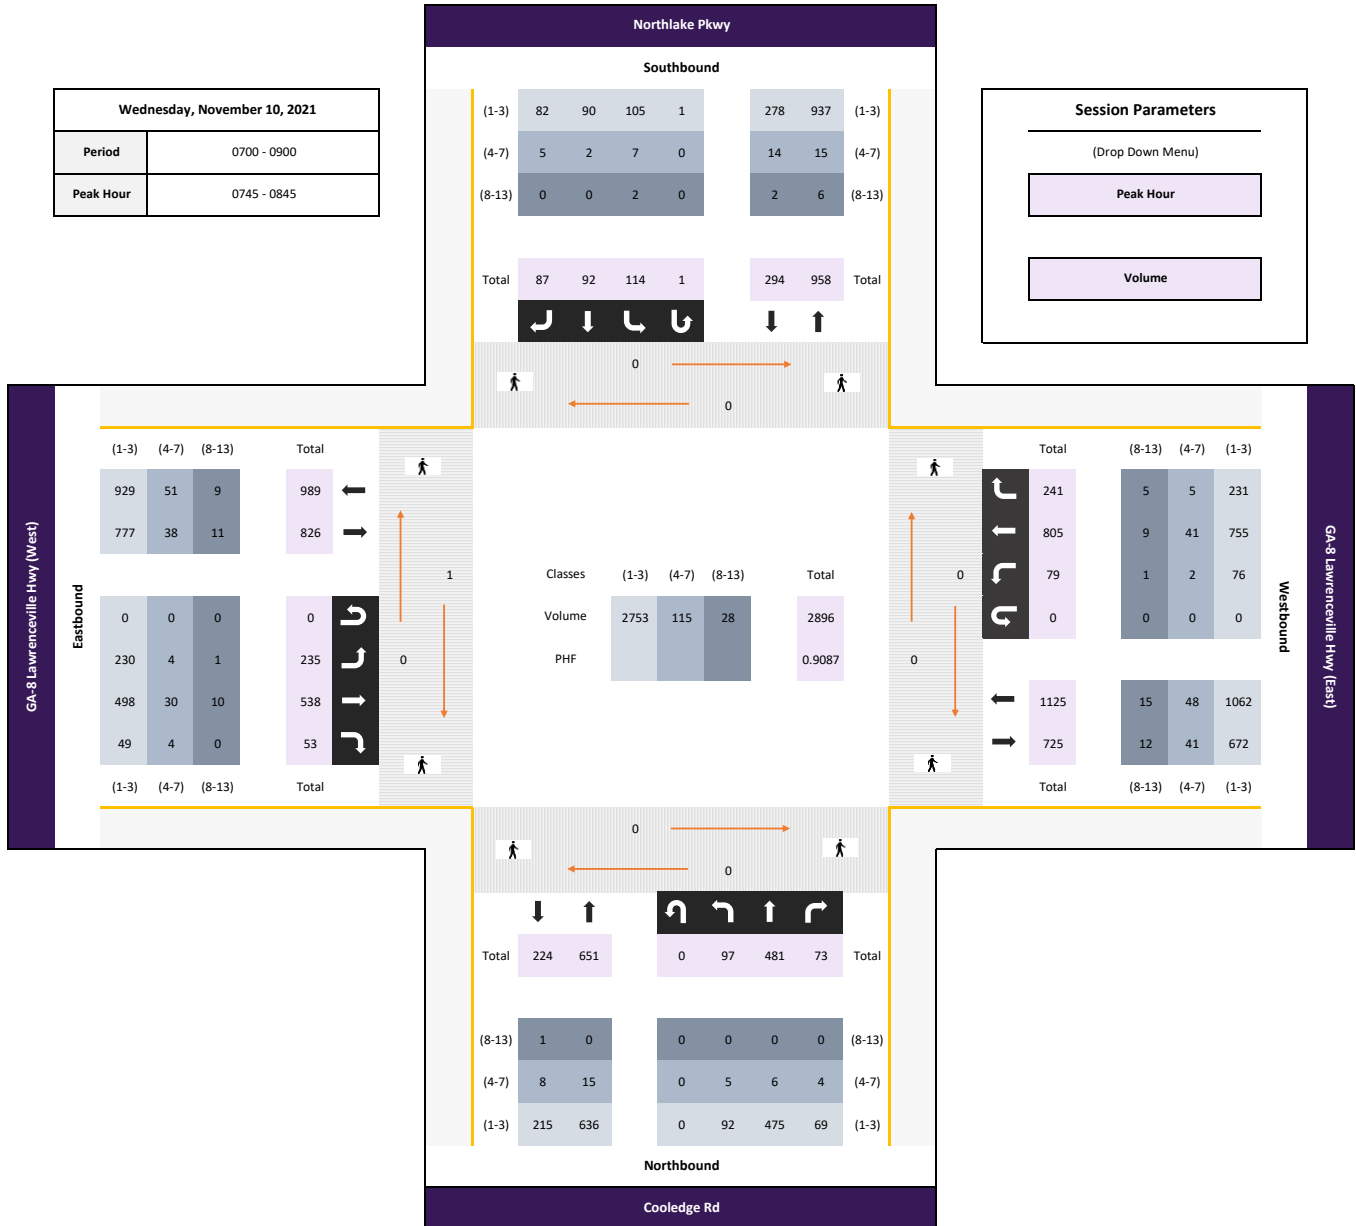 Northlake Pkwy
Southbound
Wednesday, November 10, 2021
Period 0700 - 0900
Peak Hour 0745 - 0845
Session Parameters
(Drop Down Menu)
Peak Hour
Volume
(1-3) 82 90 105 1 278 937 (1-3)
(4-7) 5 2 7 0 14 15 (4-7)
(8-13) 0 0 2 0 2 6 (8-13)
Total 87 92 114 1 294 958 Total
0
0
GA-8 Lawrenceville Hwy (West)
Eastbound
(1-3) (4-7) (8-13) Total
929 51 9 989
777 38 11 826
0 0 0 0
230 4 1 235
498 30 10 538
49 4 0 53
(1-3) (4-7) (8-13) Total
1
0
Classes (1-3) (4-7) (8-13) Total
Volume 2753 115 28 2896
PHF 0.9087
0
0
Total (8-13) (4-7) (1-3)
241 5 5 231
805 9 41 755
79 1 2 76
0 0 0 0
1125 15 48 1062
725 12 41 672
Total (8-13) (4-7) (1-3)
Westbound
GA-8 Lawrenceville Hwy (East)
0
0
Total 224 651 0 97 481 73 Total
(8-13) 1 0 0 0 0 0 (8-13)
(4-7) 8 15 0 5 6 4 (4-7)
(1-3) 215 636 0 92 475 69 (1-3)
Northbound
Cooledge Rd